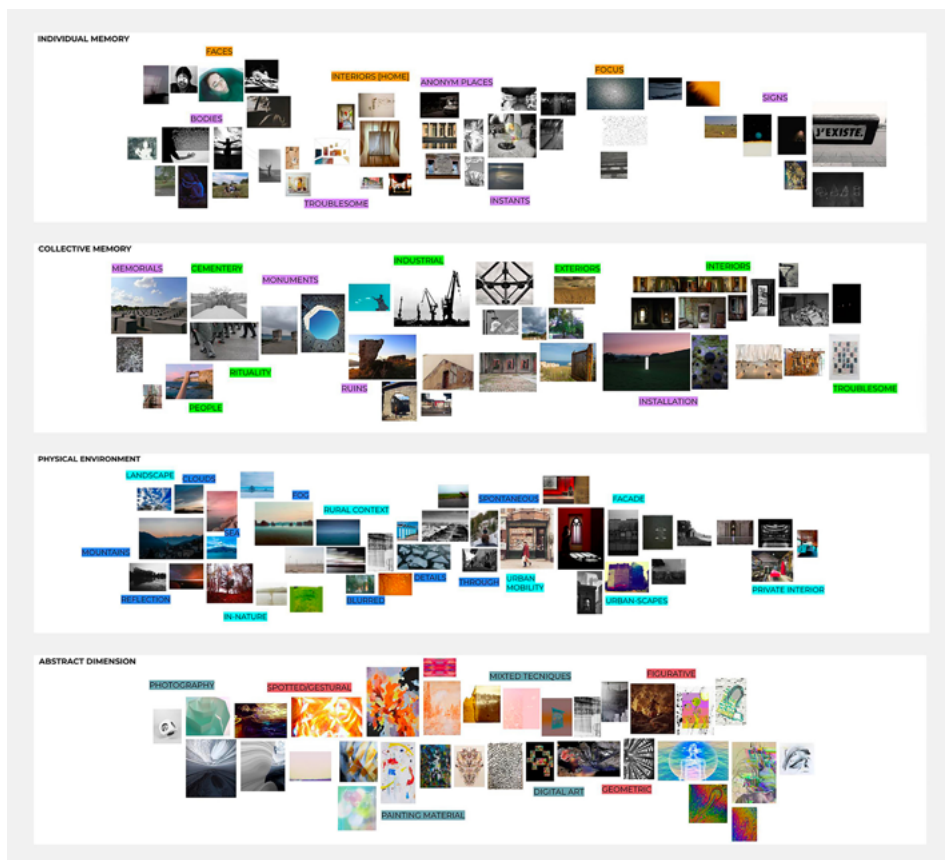 INDIVIDUAL MEMORY
FACES
INTERIORS [HOME]
ANONYM PLACES
FOCUS
SIGNS
BODIES
J'EXISTE.
TROUBLESOME
INSTANTS
COLLECTIVE MEMORY
MEMORIALS
CEMENTERY
MONUMENTS
INDUSTRIAL
EXTERIORS
INTERIORS
RITUALITY
RUINS
TROUBLESOME
PEOPLE
INSTALLATION
PHYSICAL ENVIRONMENT
LANDSCAPE
CLOUDS
FOG
RURAL CONTEXT
SPONTANEOUS
FACADE
SEA
MOUNTAINS
DETAILS
THROUGH
URBAN
MOBILITY
PRIVATE INTERIOR
REFLECTION
BLURRED
URBAN-SCAPES
IN-NATURE
ABSTRACT DIMENSION
PHOTOGRAPHY
SPOTTED/GESTURAL
MIXTED TECNIQUES
FIGURATIVE
DIGITAL ART
GEOMETRIC
PAINTING MATERIAL